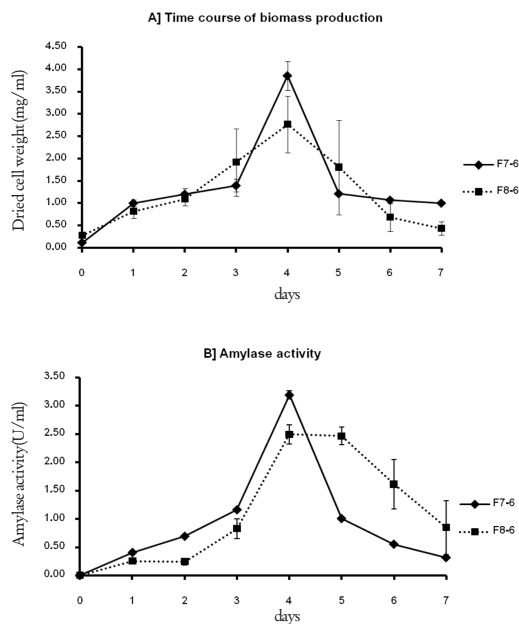 A] Time course of biomass production
4.50
4.00
3.50
3.00
2.50
2.00
1.50
1.00
0.50
0.00
Dried cell weight (mg/ ml)
0 1 2 3 4 5 6 7
days
F7-6
F8-6
B] Amylase activity
3.50
3.00
2.50
2.00
1.50
1.00
0.50
0.00
Amylase activity(U/ml)
0 1 2 3 4 5 6 7
days
F7-6
F8-6